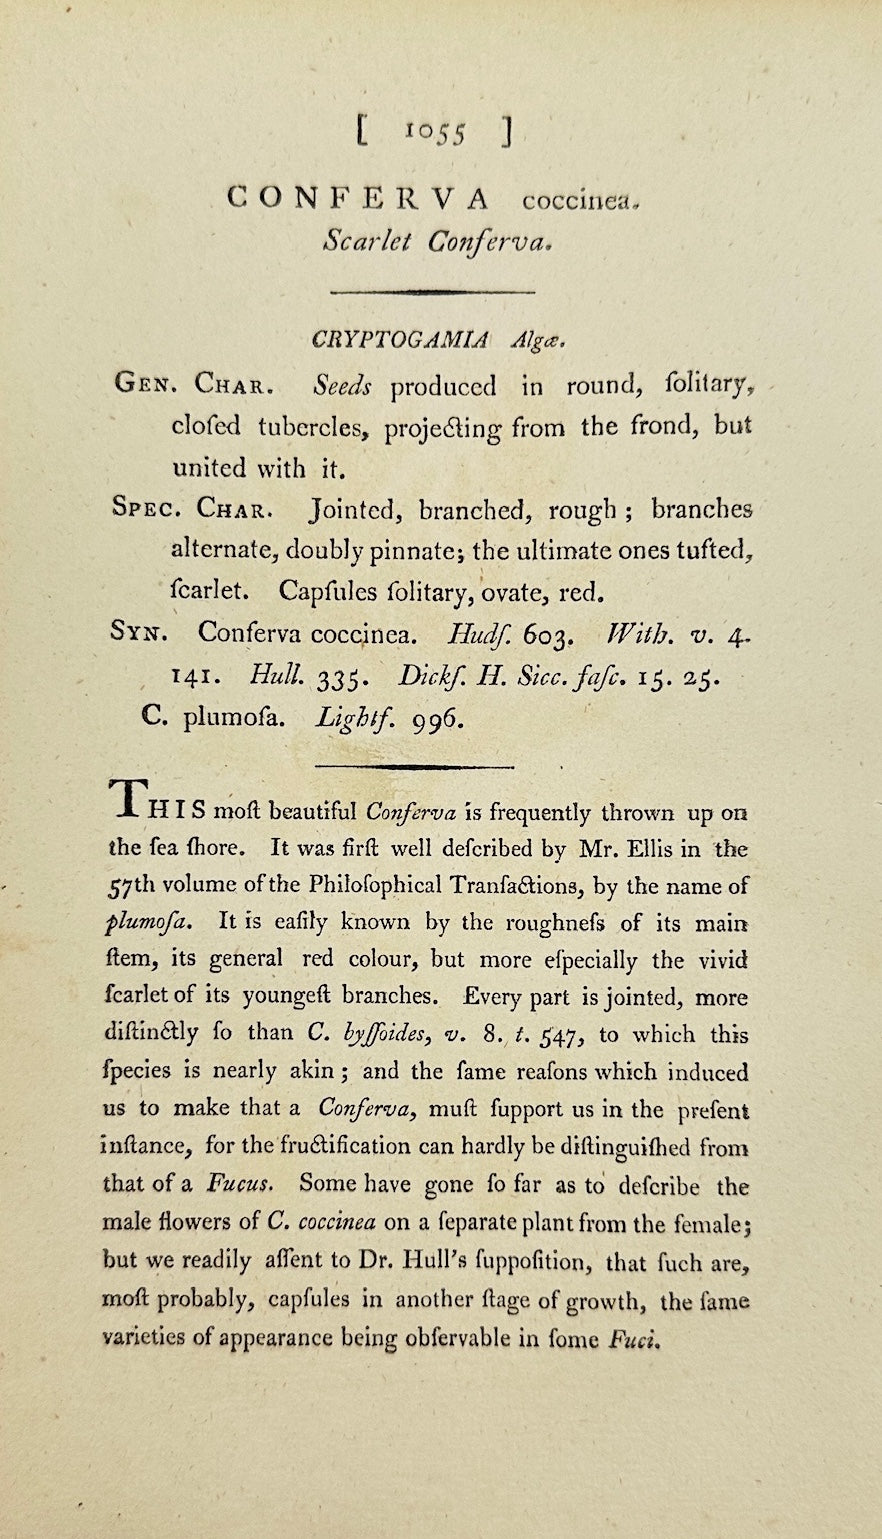 [ 1055 ]
CONFERVA coccinea.
Scarlet Conferva.
CRYPTOGAMIA Algæ.
GEN. CHAR. Seeds produced in round, ſolitary,
cloſed tubercles, projecting from the frond, but
united with it.
SPEC. CHAR. Jointed, branched, rough ; branches
alternate, doubly pinnate; the ultimate ones tufted,
ſcarlet. Capſules ſolitary, ovate, red.
SYN. Conferva coccinea. Hudſ. 603. With. v. 4.
141. Hull. 335. Dickſ. H. Sicc. faſc. 15. 25.
C. plumoſa. Lightf. 996.
THIS moſt beautiful Conferva is frequently thrown up on
the ſea ſhore. It was firſt well deſcribed by Mr. Ellis in the
57th volume of the Philoſophical Tranſactions, by the name of
plumoſa. It is eaſily known by the roughneſs of its main
ſtem, its general red colour, but more eſpecially the vivid
ſcarlet of its youngeſt branches. Every part is jointed, more
diſtinctly ſo than C. byſſoides, v. 8. t. 547, to which this
ſpecies is nearly akin ; and the ſame reaſons which induced
us to make that a Conferva, muſt ſupport us in the preſent
inſtance, for the fructification can hardly be diſtinguiſhed from
that of a Fucus. Some have gone ſo far as to deſcribe the
male flowers of C. coccinea on a ſeparate plant from the female;
but we readily aſſent to Dr. Hull's ſuppoſition, that ſuch are,
moſt probably, capſules in another ſtage of growth, the ſame
varieties of appearance being obſervable in ſome Fuci.